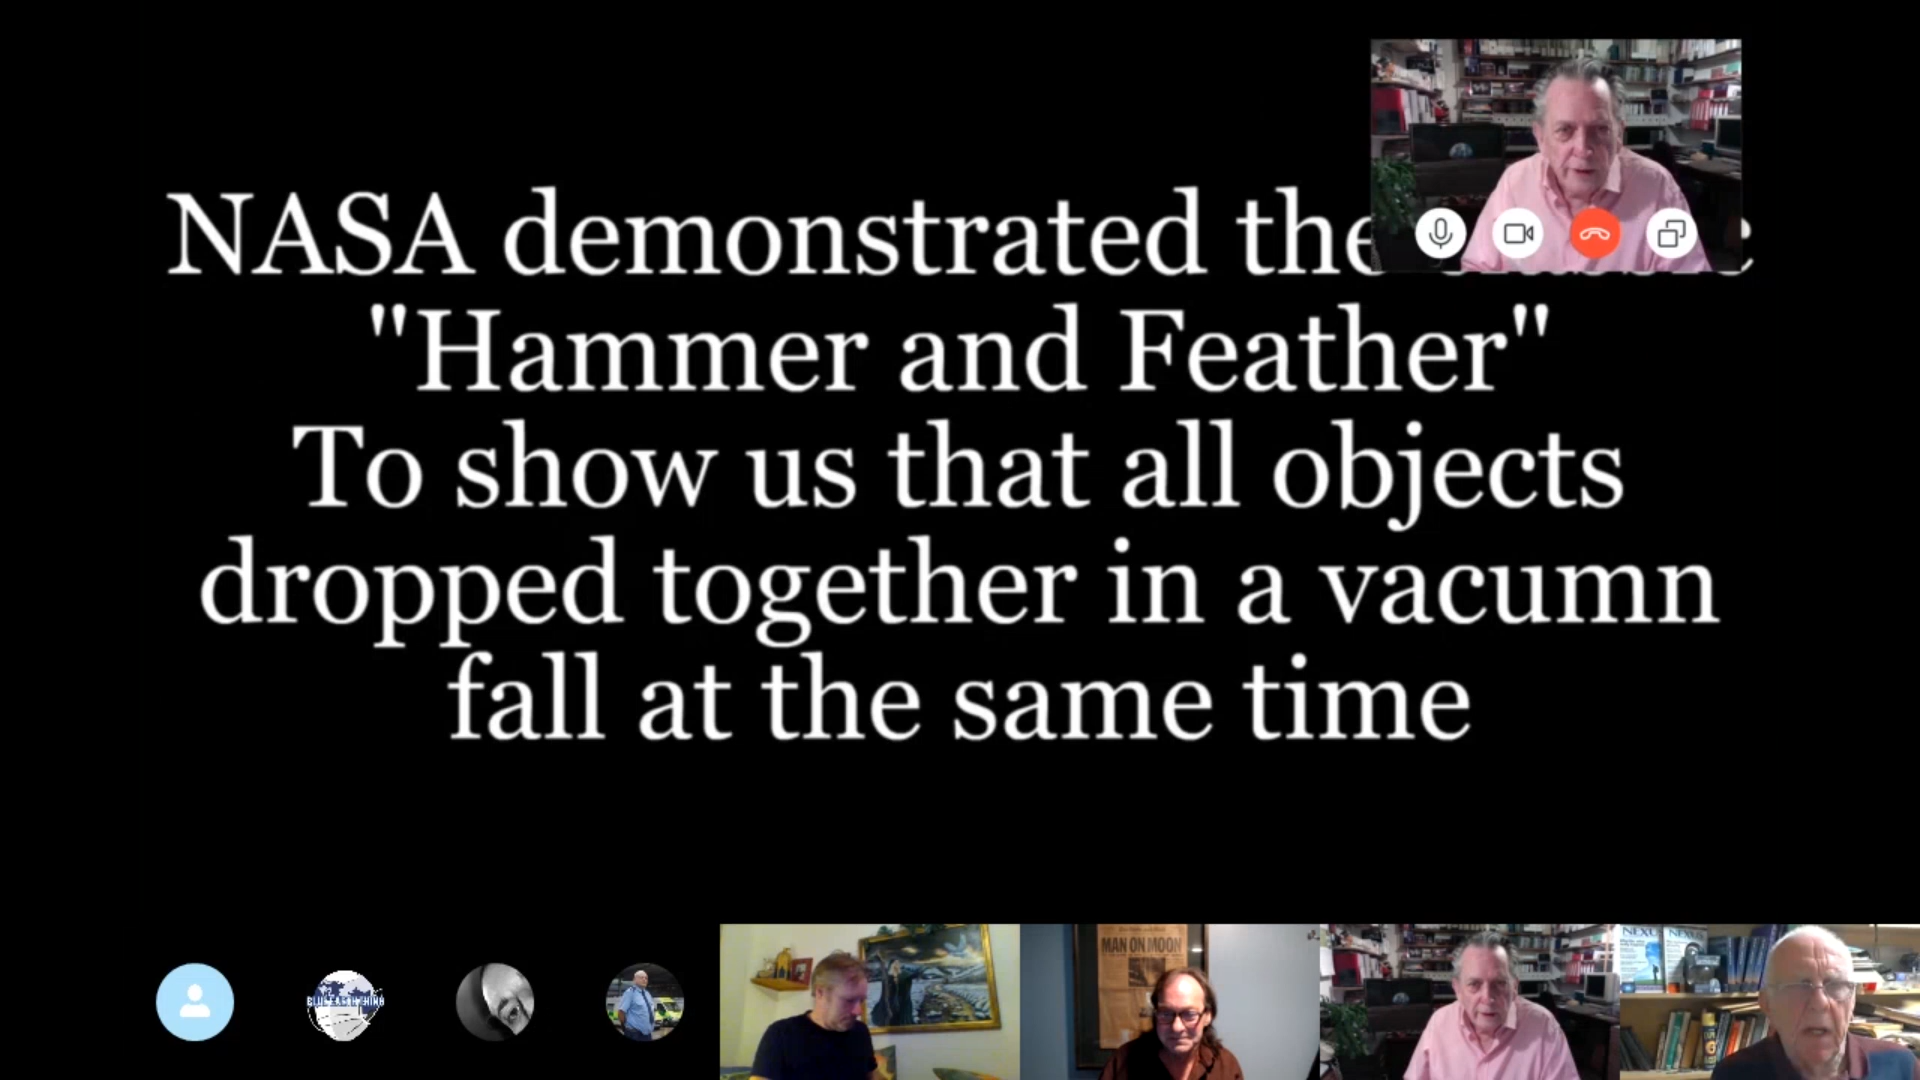 NASA demonstrated the
"Hammer and Feather"
To show us that all objects
dropped together in a vacumn
fall at the same time
MAN ON MOON
NEXUS